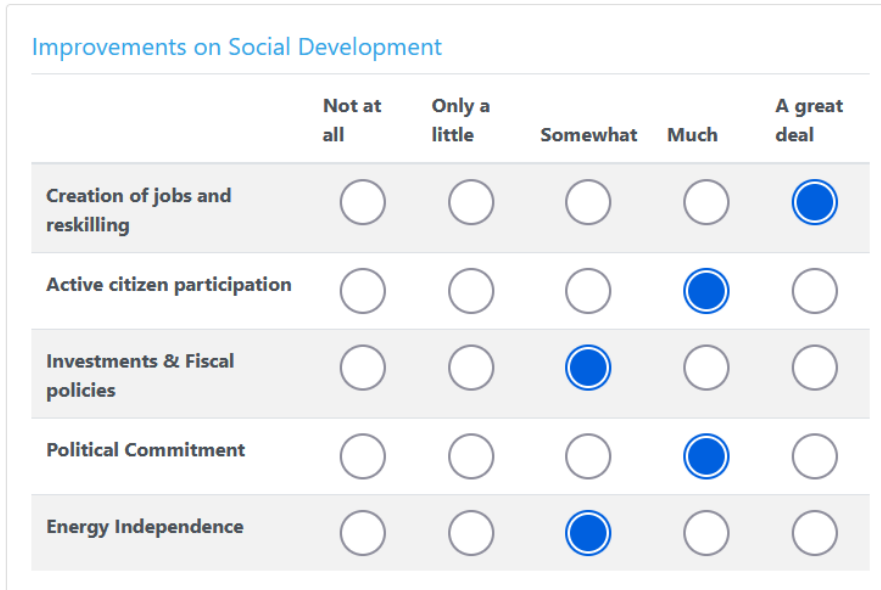 Improvements on Social Development
Not at all
Only a little
Somewhat
Much
A great deal
Creation of jobs and
reskilling
Active citizen participation
Investments & Fiscal
policies
Political Commitment
Energy Independence